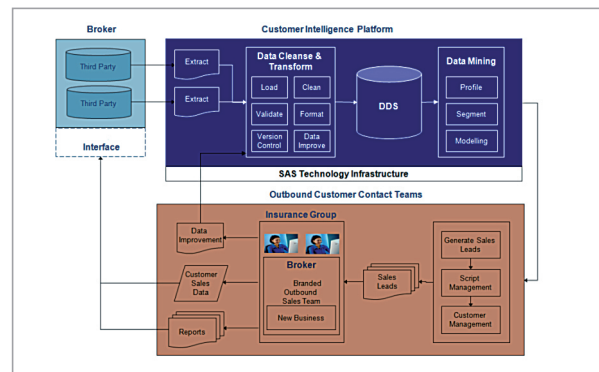 Broker
Customer Intelligence Platform
Third Party
Third Party
Interface
Extract
Extract
Data Cleanse &
Transform
Load
Clean
Validate
Format
Version
Control
Data
Improve
DDS
Data Mining
Profile
Segment
Modelling
SAS Technology Infrastructure
Outbound Customer Contact Teams
Insurance Group
Data
Improvement
Customer
Sales
Data
Reports
Broker
Branded
Outbound
Sales Team
New Business
Sales
Leads
Generate Sales
Leads
Script
Management
Customer
Management